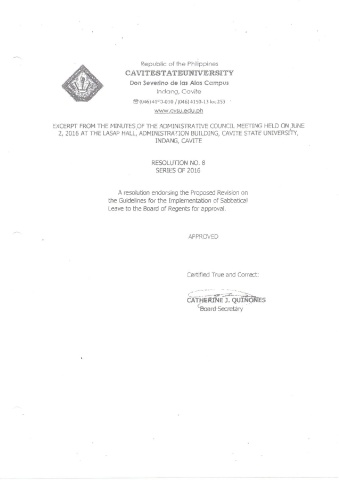 Republic of the Philippines
CAVITE STATE UNIVERSITY
Don Severino de las Alas Campus
Indang, Cavite
www.cvsu.edu.ph
EXCERPT FROM THE MINUTES OF THE ADMINISTRATIVE COUNCIL MEETING HELD ON JUNE
2, 2016 AT THE LASAP HALL, ADMINISTRATION BUILDING, CAVITE STATE UNIVERSITY,
INDANG, CAVITE
RESOLUTION NO. 8
SERIES OF 2016
A resolution endorsing the Proposed Revision on
the Guidelines for the Implementation of Sabbatical
Leave to the Board of Regents for approval.
APPROVED
Certified True and Correct:
CATHERINE J. QUIÑONES
Board Secretary